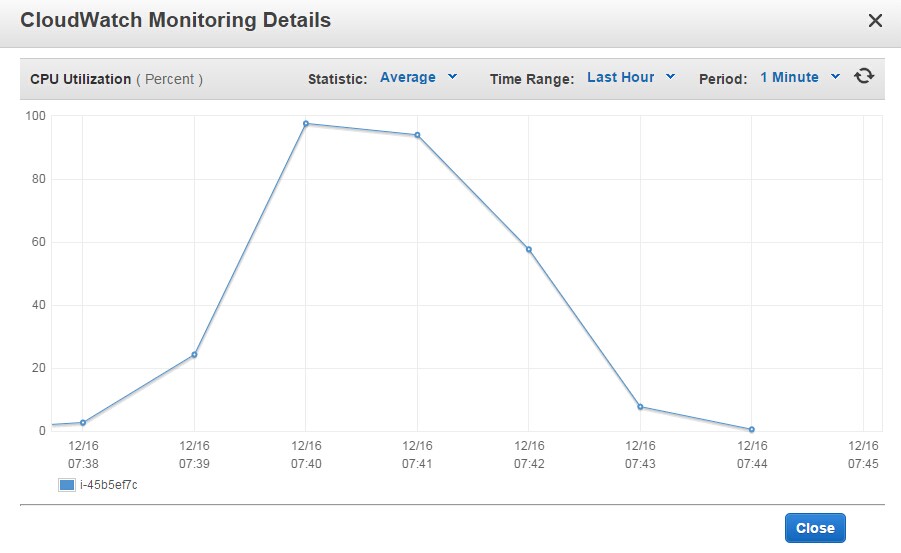 CloudWatch Monitoring Details
CPU Utilization ( Percent ) Statistic: Average Time Range: Last Hour Period: 1 Minute
100
80
60
40
20
0
12/16 12/16 12/16 12/16 12/16 12/16 12/16 12/16
07:38 07:39 07:40 07:41 07:42 07:43 07:44 07:45
i-45b5ef7c
Close